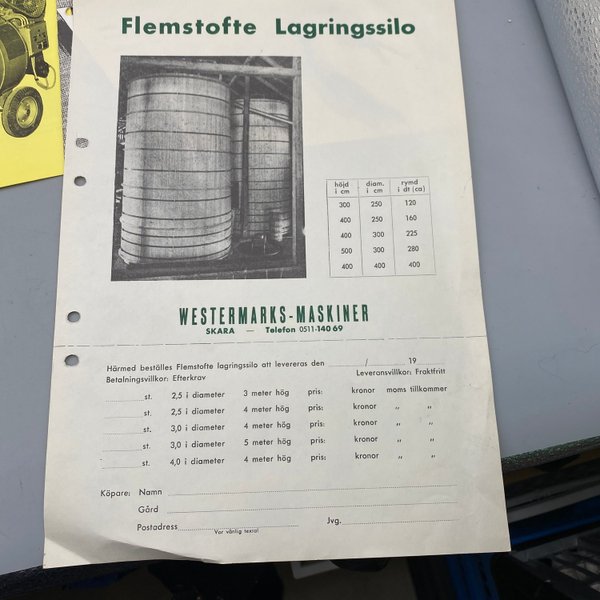 Flemstofte Lagringssilo
höjd i cm diam. i cm rymd i dt (ca)
300 250 120
400 250 160
400 300 225
500 300 280
400 400 400
WESTERMARKS-MASKINER
SKARA — Telefon 0511-140 69
Härmed beställes Flemstofte lagringssilo att levereras den / 19
Betalningsvillkor: Efterkrav Leveransvillkor: Fraktfritt
st. 2,5 i diameter 3 meter hög pris: kronor moms tillkommer
st. 2,5 i diameter 4 meter hög pris: kronor „ „
st. 3,0 i diameter 4 meter hög pris: kronor „ „
st. 3,0 i diameter 5 meter hög pris: kronor „ „
st. 4,0 i diameter 4 meter hög pris: kronor „ „
Köpare: Namn
Gård
Postadress Jvg.
Var vänlig texta!